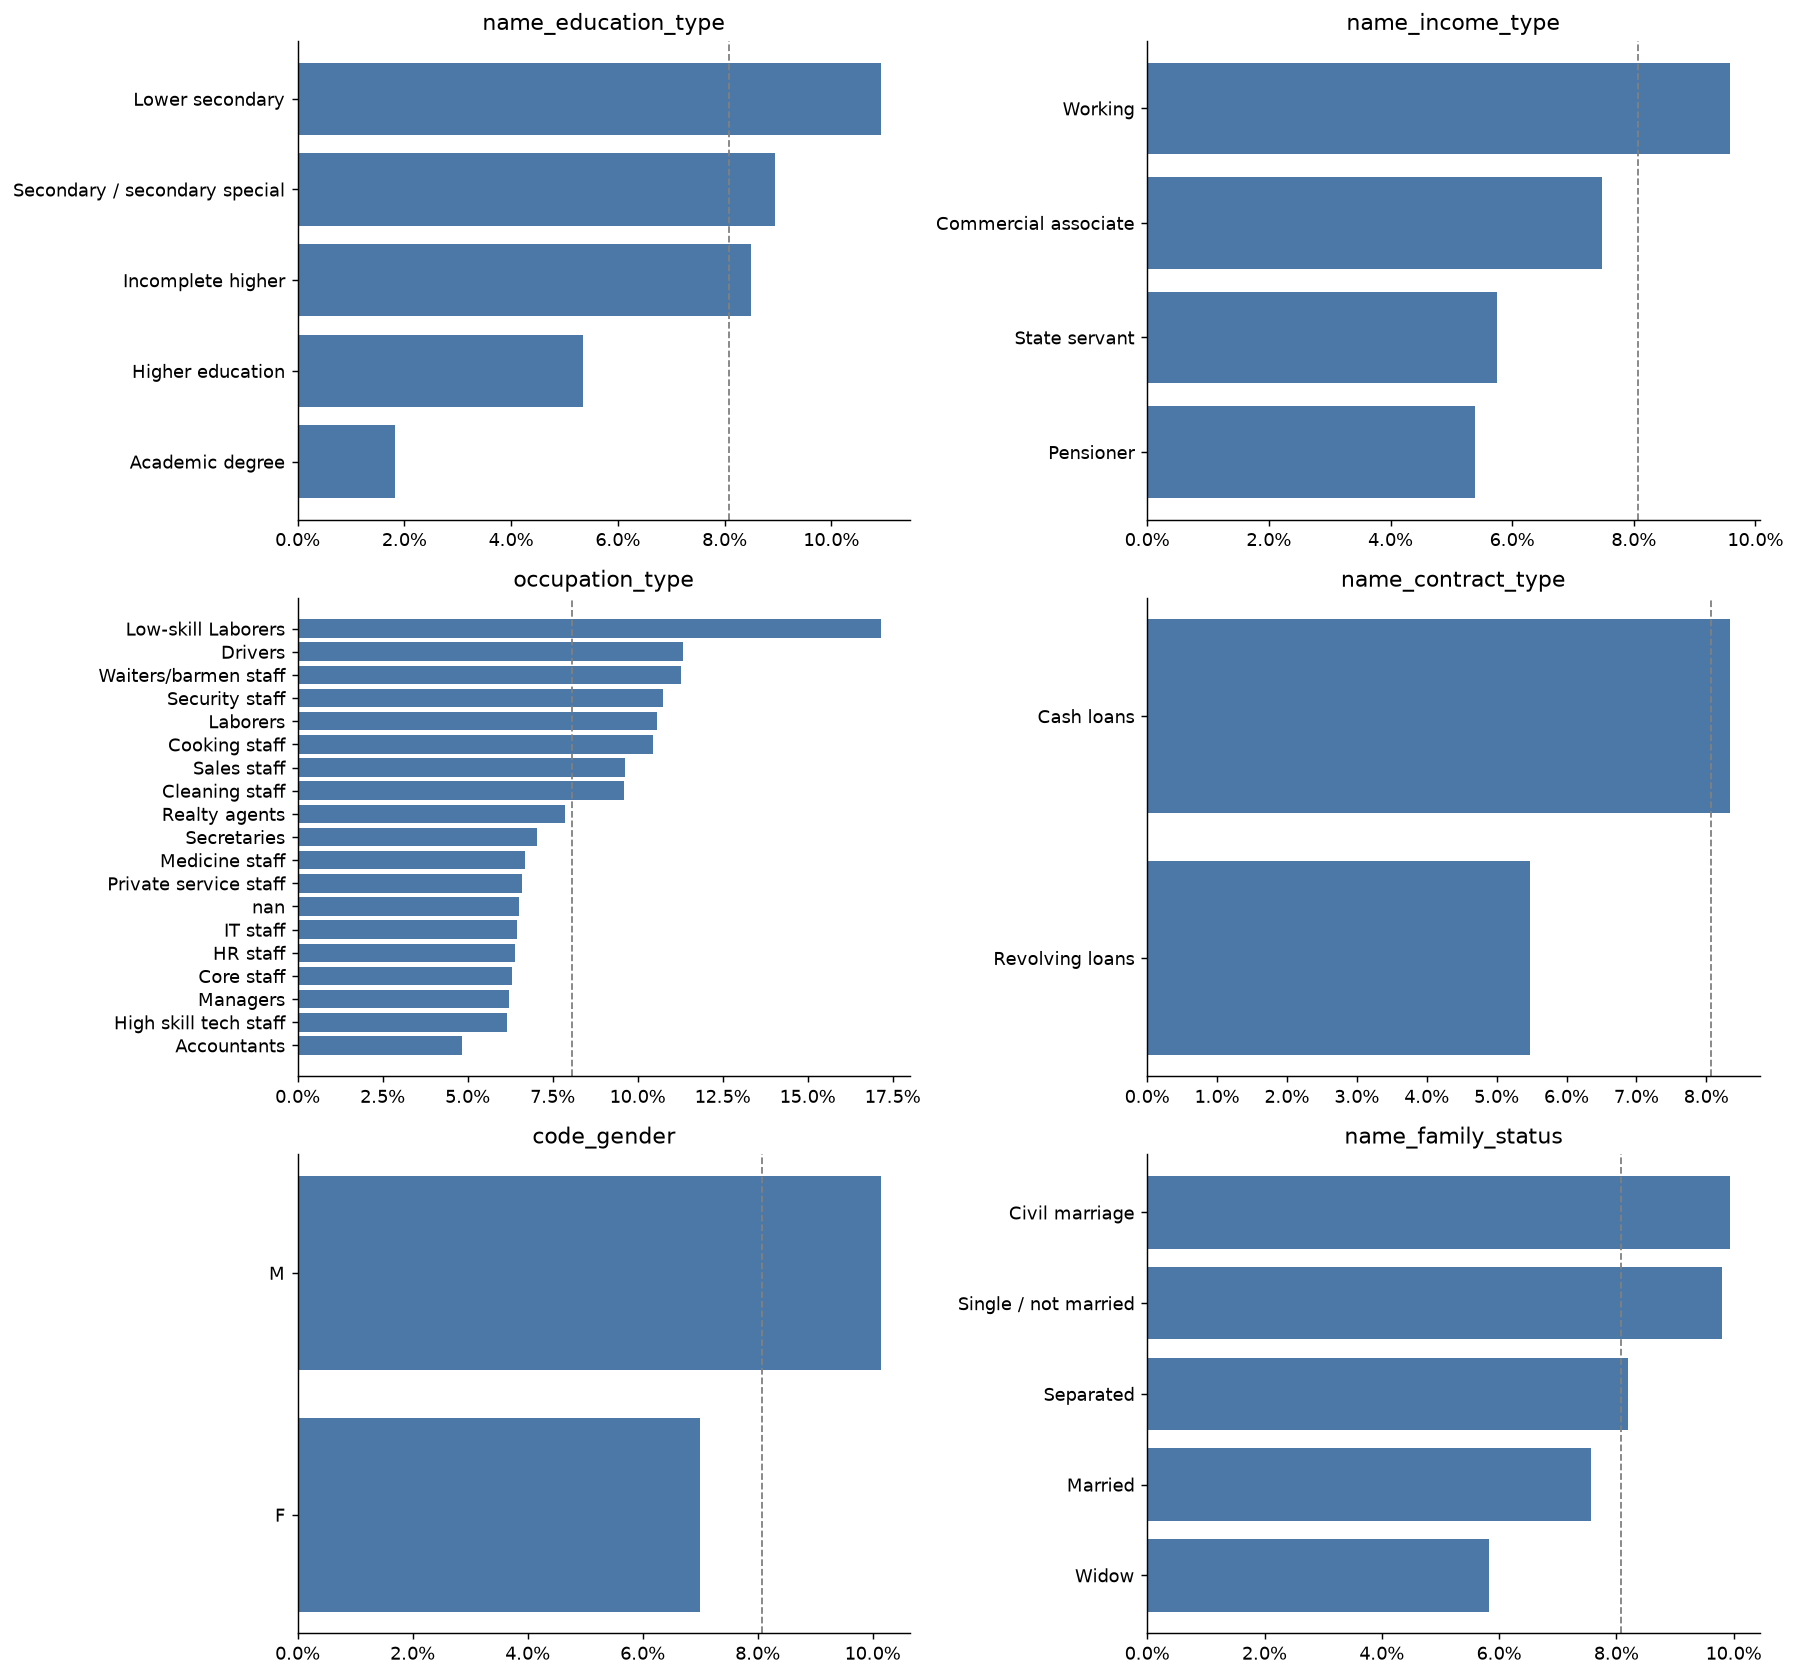 name_education_type
Lower secondary
Secondary / secondary special
Incomplete higher
Higher education
Academic degree
0.0% 2.0% 4.0% 6.0% 8.0% 10.0%
name_income_type
Working
Commercial associate
State servant
Pensioner
0.0% 2.0% 4.0% 6.0% 8.0% 10.0%
occupation_type
Low-skill Laborers
Drivers
Waiters/barmen staff
Security staff
Laborers
Cooking staff
Sales staff
Cleaning staff
Realty agents
Secretaries
Medicine staff
Private service staff
nan
IT staff
HR staff
Core staff
Managers
High skill tech staff
Accountants
0.0% 2.5% 5.0% 7.5% 10.0% 12.5% 15.0% 17.5%
name_contract_type
Cash loans
Revolving loans
0.0% 1.0% 2.0% 3.0% 4.0% 5.0% 6.0% 7.0% 8.0%
code_gender
M
F
0.0% 2.0% 4.0% 6.0% 8.0% 10.0%
name_family_status
Civil marriage
Single / not married
Separated
Married
Widow
0.0% 2.0% 4.0% 6.0% 8.0% 10.0%